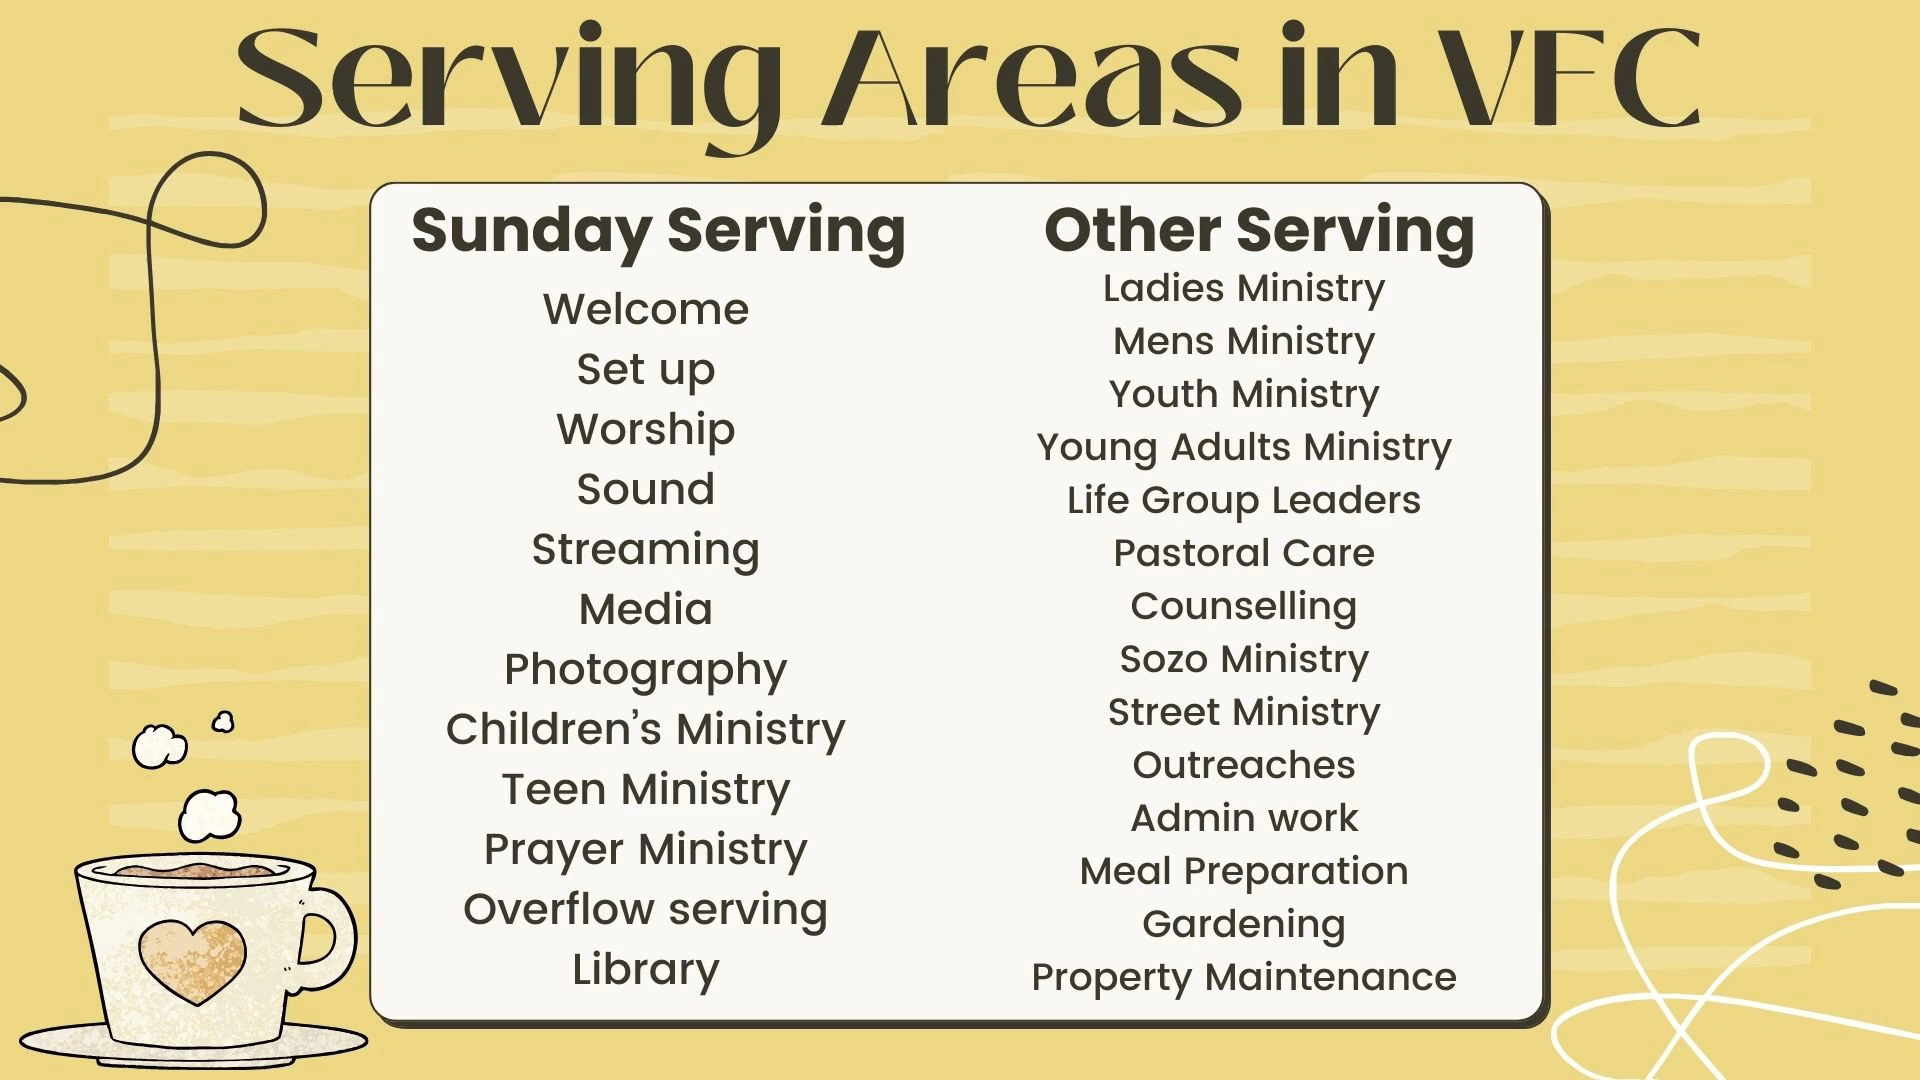 Serving Areas in VFC
Sunday Serving
Welcome
Set up
Worship
Sound
Streaming
Media
Photography
Children’s Ministry
Teen Ministry
Prayer Ministry
Overflow serving
Library
Other Serving
Ladies Ministry
Mens Ministry
Youth Ministry
Young Adults Ministry
Life Group Leaders
Pastoral Care
Counselling
Sozo Ministry
Street Ministry
Outreaches
Admin work
Meal Preparation
Gardening
Property Maintenance